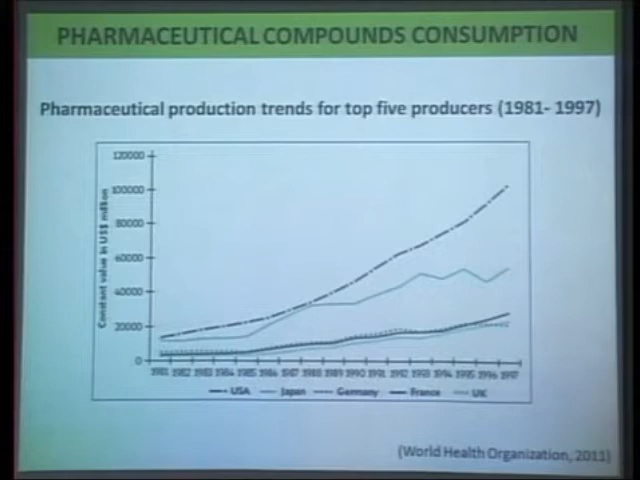 PHARMACEUTICAL COMPOUNDS CONSUMPTION
Pharmaceutical production trends for top five producers (1981- 1997)
120000
100000
80000
60000
40000
20000
0
Constant value in US$ million
1981 1982 1983 1984 1985 1986 1987 1988 1989 1990 1991 1992 1993 1994 1995 1996 1997
USA Japan Germany France UK
(World Health Organization, 2011)